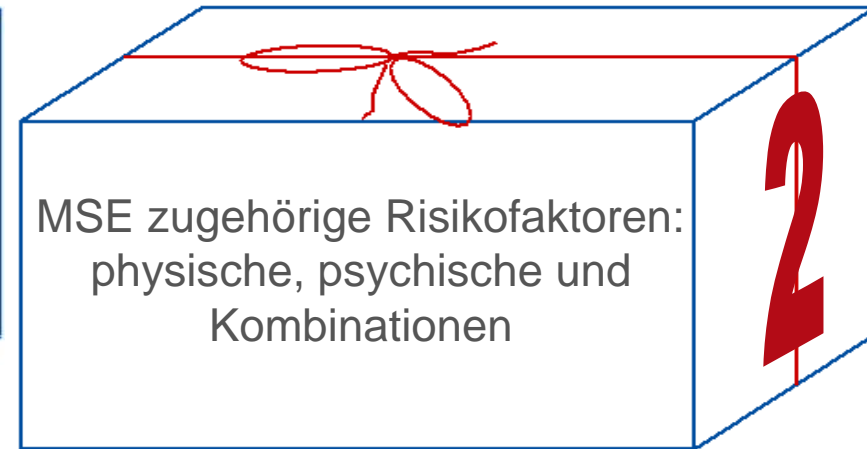 MSE zugehörige Risikofaktoren:
physische, psychische und
Kombinationen
2